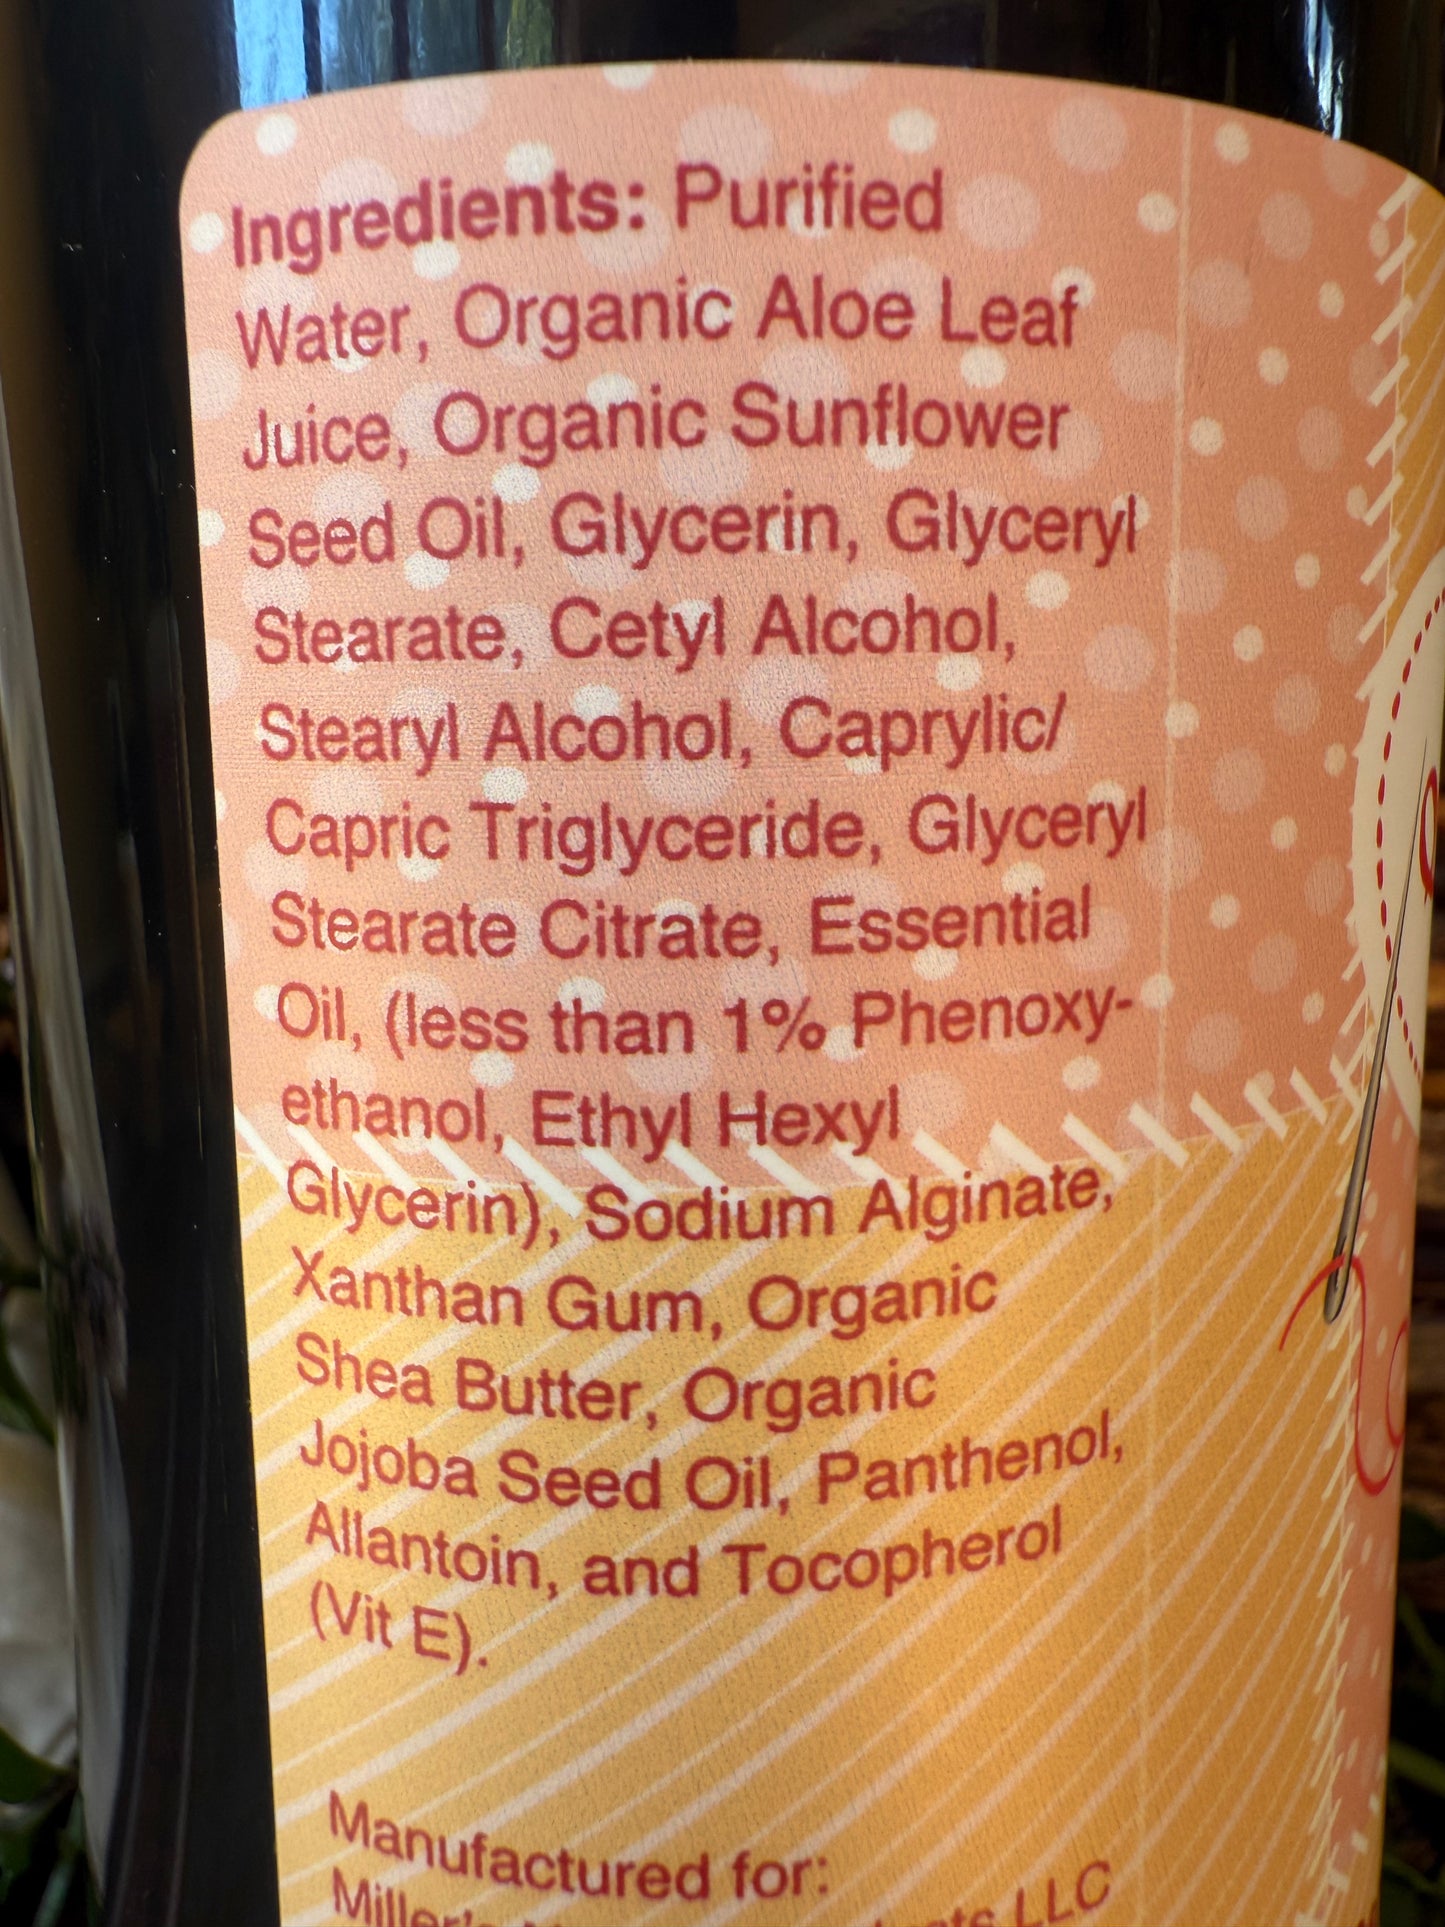 Ingredients: Purified
Water, Organic Aloe Leaf
Juice, Organic Sunflower
Seed Oil, Glycerin, Glyceryl
Stearate, Cetyl Alcohol,
Stearyl Alcohol, Caprylic/
Capric Triglyceride, Glyceryl
Stearate Citrate, Essential
Oil, (less than 1% Phenoxy-
ethanol, Ethyl Hexyl
Glycerin), Sodium Alginate,
Xanthan Gum, Organic
Shea Butter, Organic
Jojoba Seed Oil, Panthenol,
Allantoin, and Tocopherol
(Vit E).
Manufactured for:
Miller's LLC